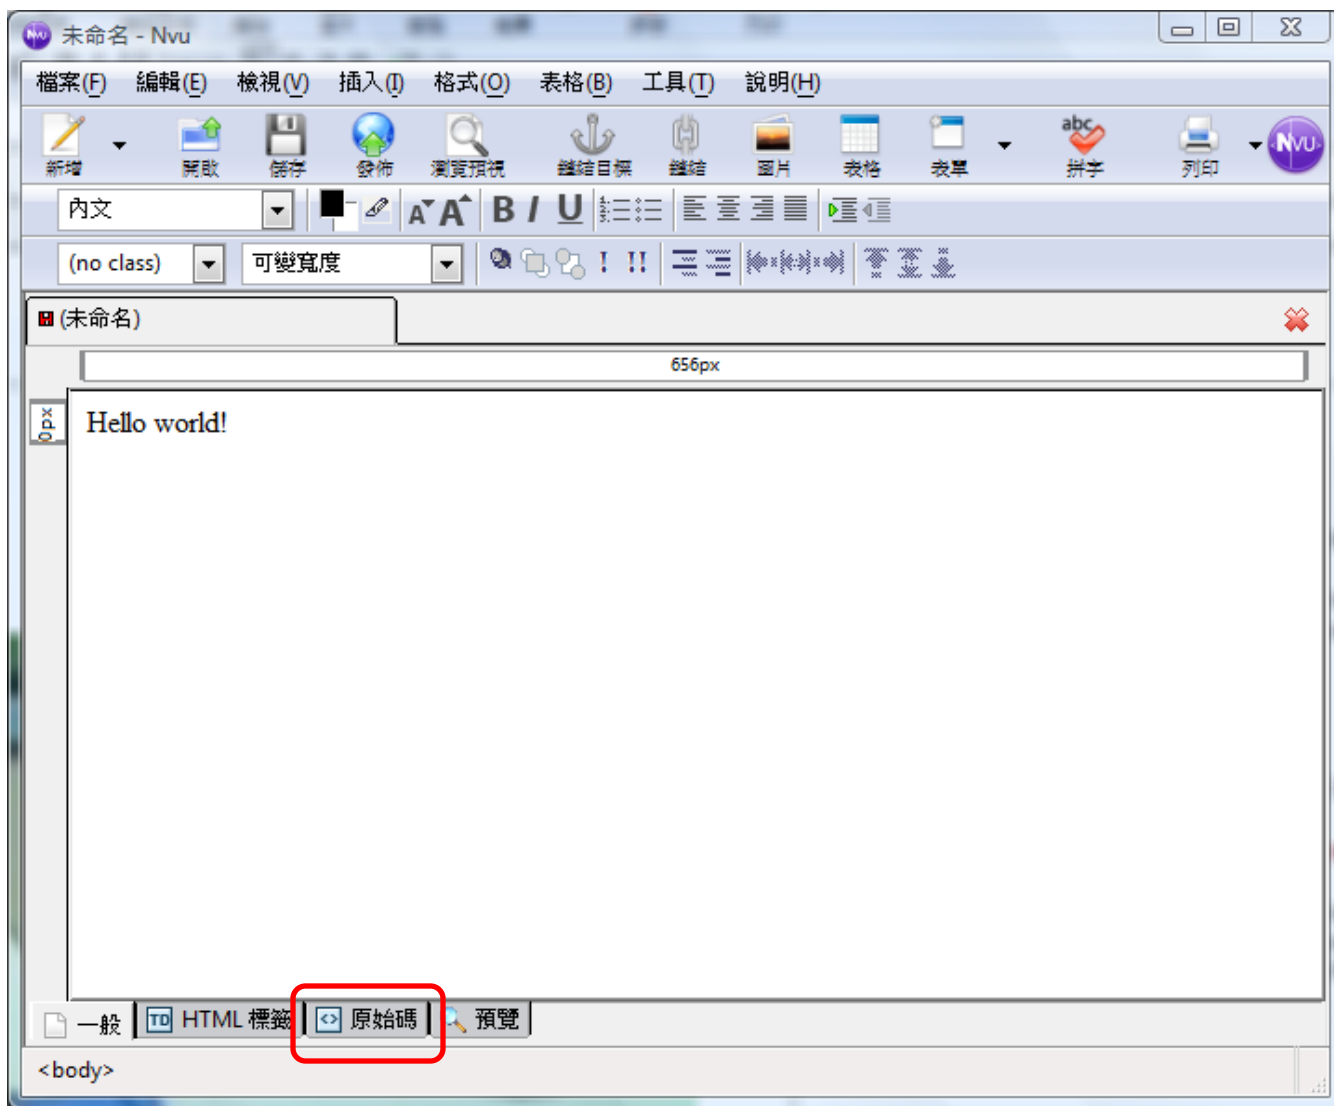 未命名 - Nvu
檔案(F) 編輯(E) 檢視(V) 插入(I) 格式(O) 表格(B) 工具(T) 說明(H)
abc
NVU
新增 開啟 儲存 發佈 瀏覽預視 鏈結目標 鏈結 圖片 表格 表單 拼字 列印
內文 A A B I U
(no class) 可變寬度 ! !!
(未命名)
656px
0px
Hello world!
一般 TD HTML 標籤 <> 原始碼 預覽
<body>